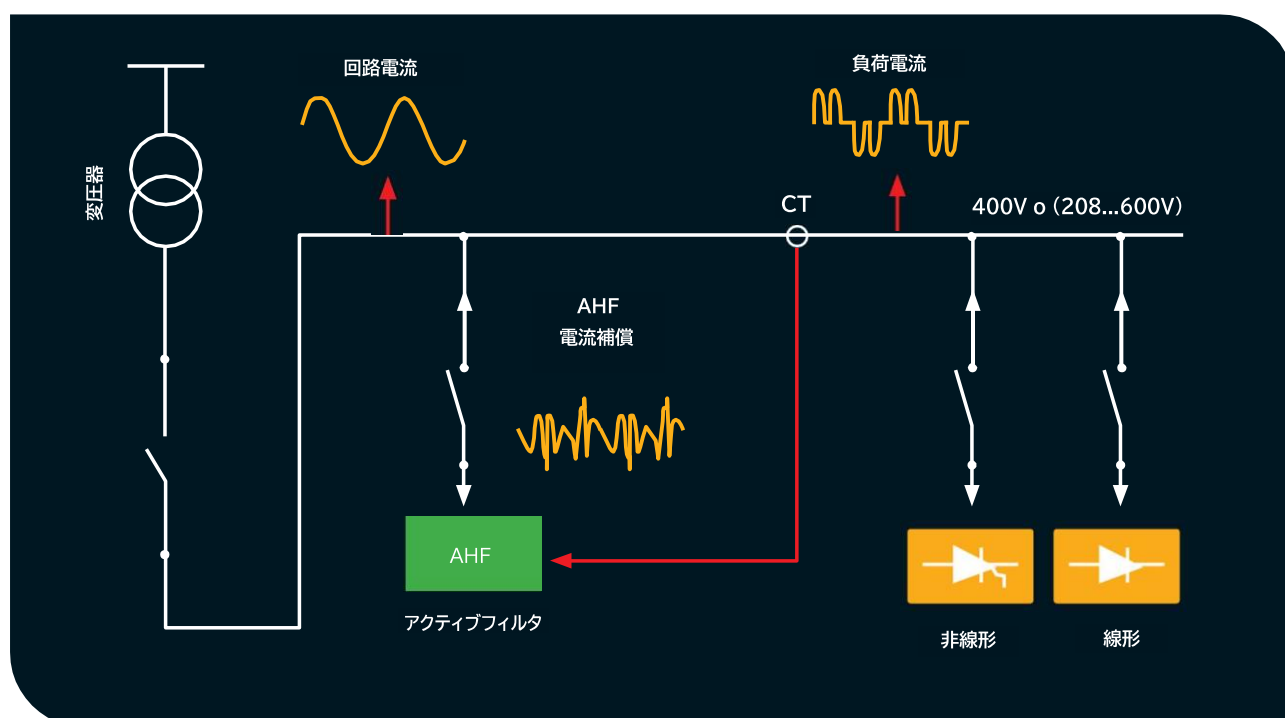 回路電流
負荷電流
変圧器
CT
400V o (208...600V)
AHF
電流補償
AHF
アクティブフィルタ
非線形
線形